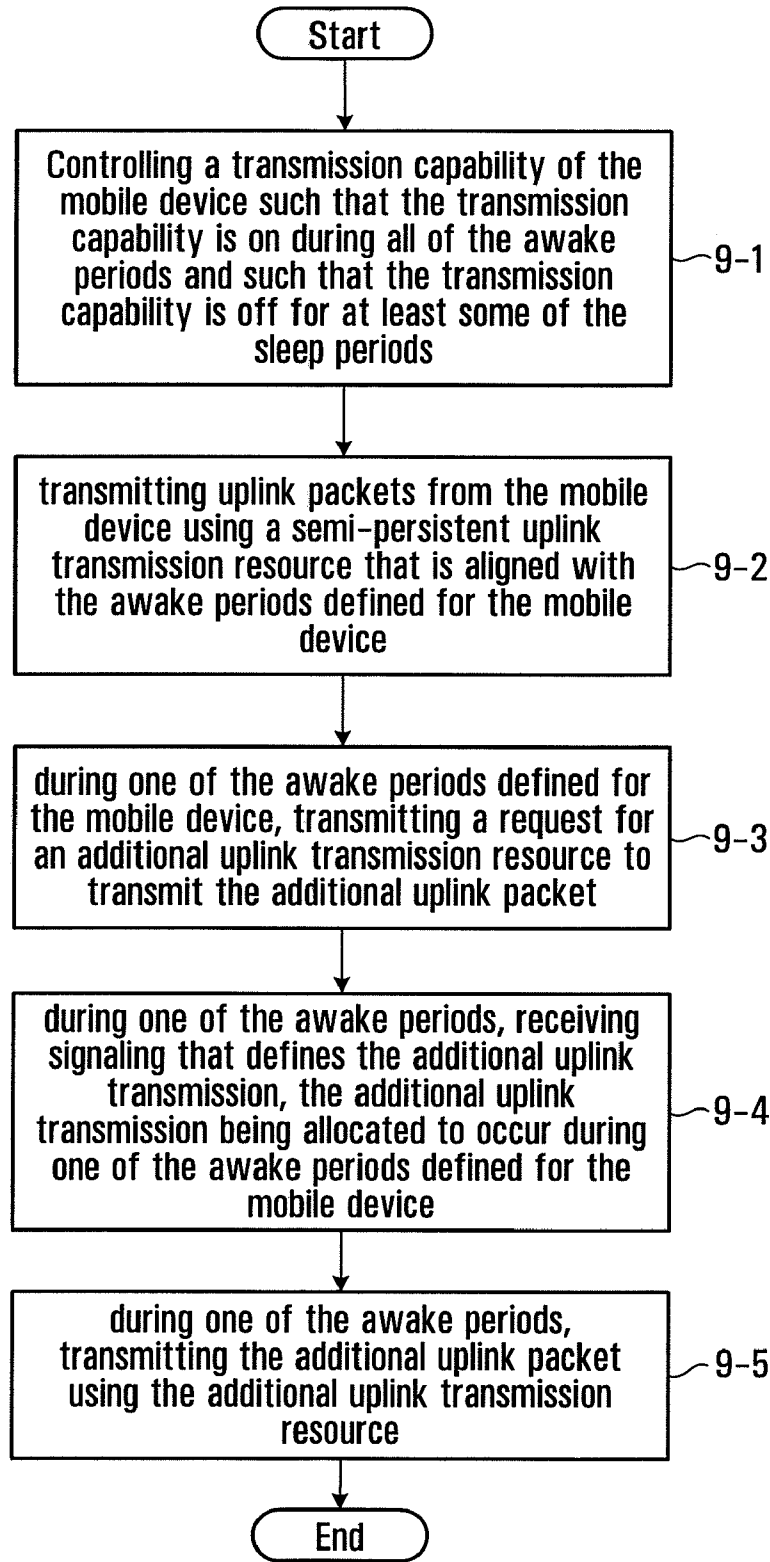 Start
Controlling a transmission capability of the
mobile device such that the transmission
capability is on during all of the awake
periods and such that the transmission
capability is off for at least some of the
sleep periods
9-1
transmitting uplink packets from the mobile
device using a semi-persistent uplink
transmission resource that is aligned with
the awake periods defined for the mobile
device
9-2
during one of the awake periods defined for
the mobile device, transmitting a request for
an additional uplink transmission resource to
transmit the additional uplink packet
9-3
during one of the awake periods, receiving
signaling that defines the additional uplink
transmission, the additional uplink
transmission being allocated to occur during
one of the awake periods defined for the
mobile device
9-4
during one of the awake periods,
transmitting the additional uplink packet
using the additional uplink transmission
resource
9-5
End